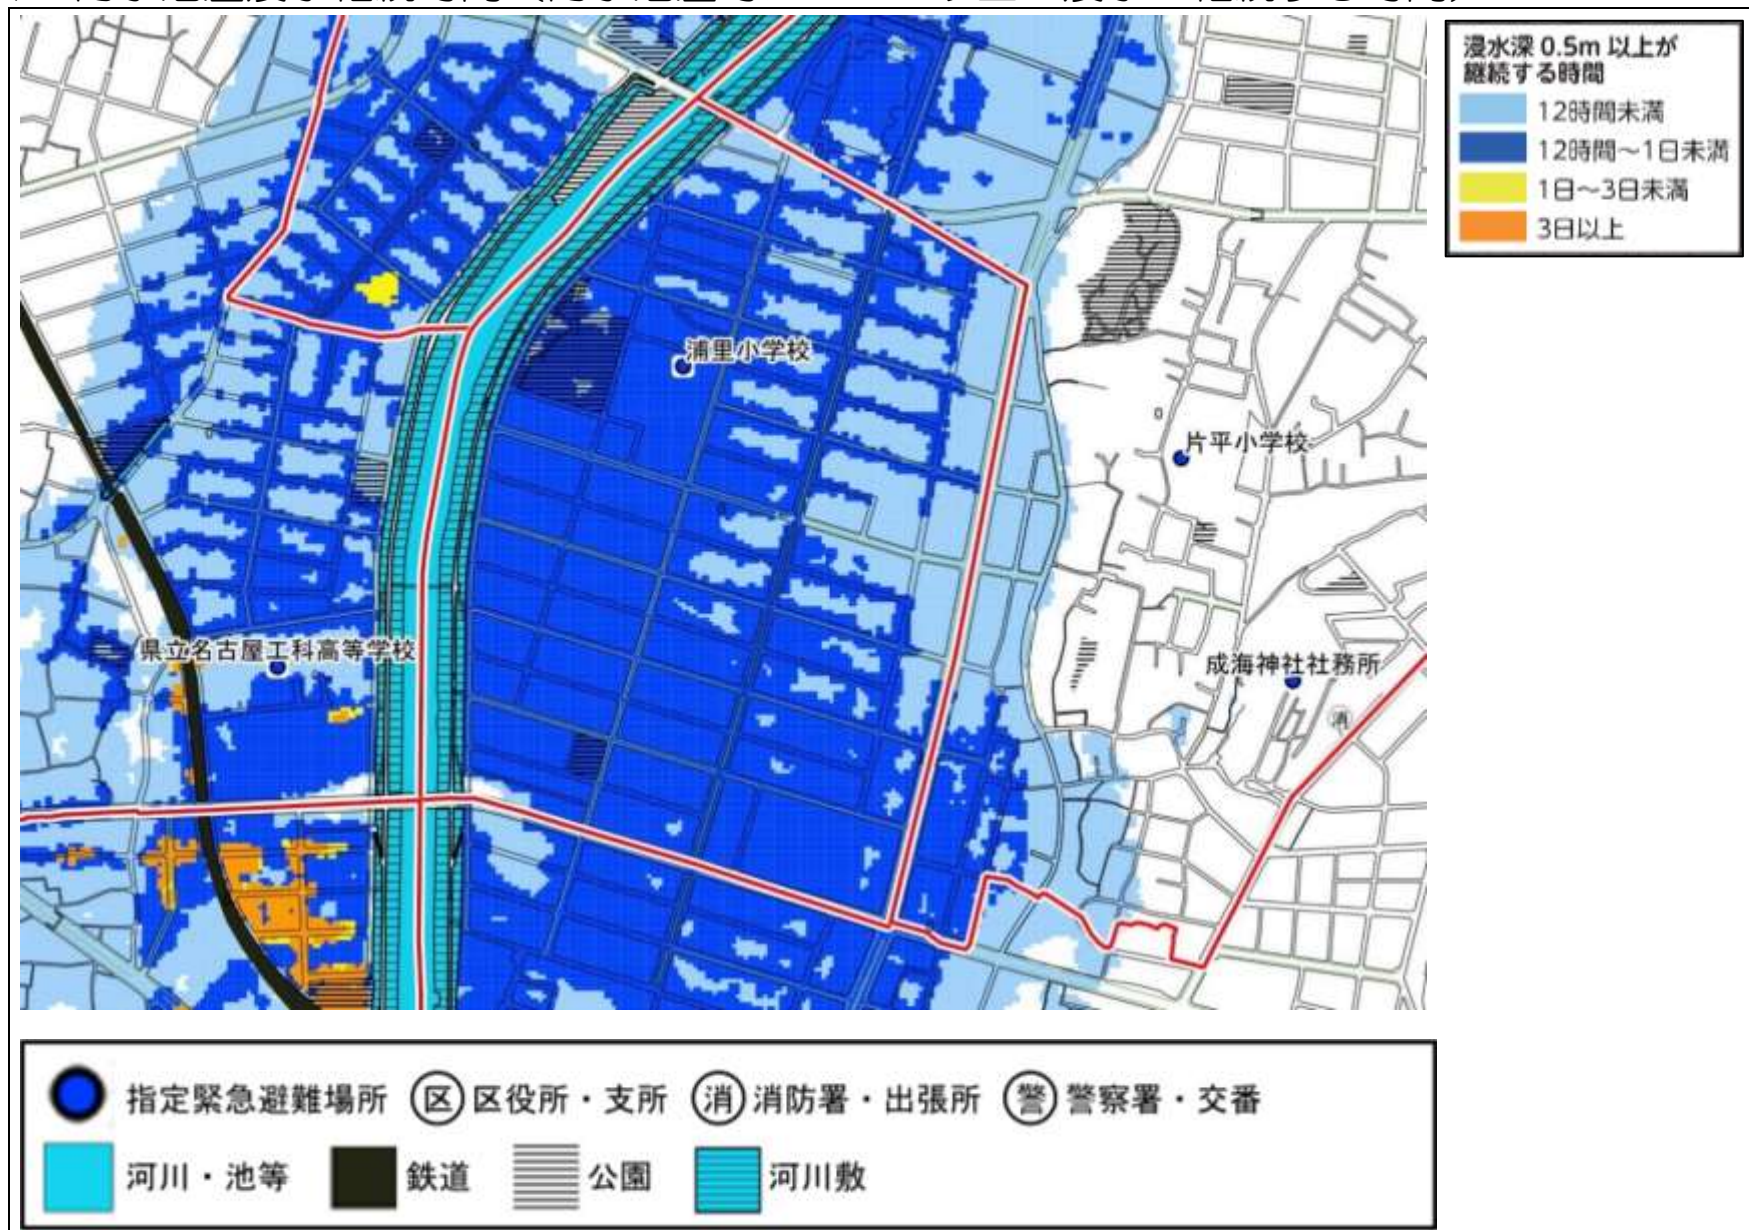 浸水深 0.5m 以上が
継続する時間
12時間未満
12時間～1日未満
1日～3日未満
3日以上
浦里小学校
片平小学校
県立名古屋工科高等学校
成海神社社務所
消
指定緊急避難場所 区 区役所・支所 消 消防署・出張所 警 警察署・交番
河川・池等 鉄道 公園 河川敷